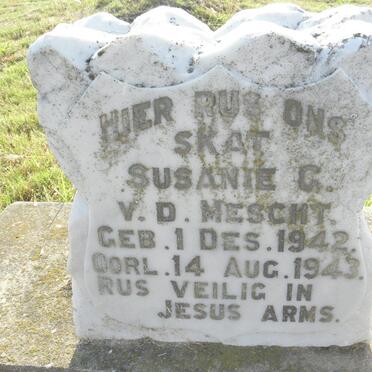 HIER RUS ONS
SKAT
SUSANIE G.
V.D. MESCHT.
GEB. 1 DES. 1942.
OORL. 14 AUG. 1943.
RUS VEILIG IN
JESUS ARMS.